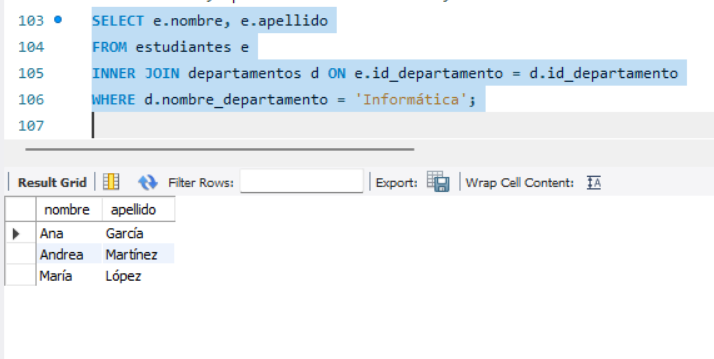 103 SELECT e.nombre, e.apellido
104 FROM estudiantes e
105 INNER JOIN departamentos d ON e.id_departamento = d.id_departamento
106 WHERE d.nombre_departamento = 'Informática';
107
Result Grid Filter Rows: Export: Wrap Cell Content:
nombre apellido
Ana García
Andrea Martínez
María López